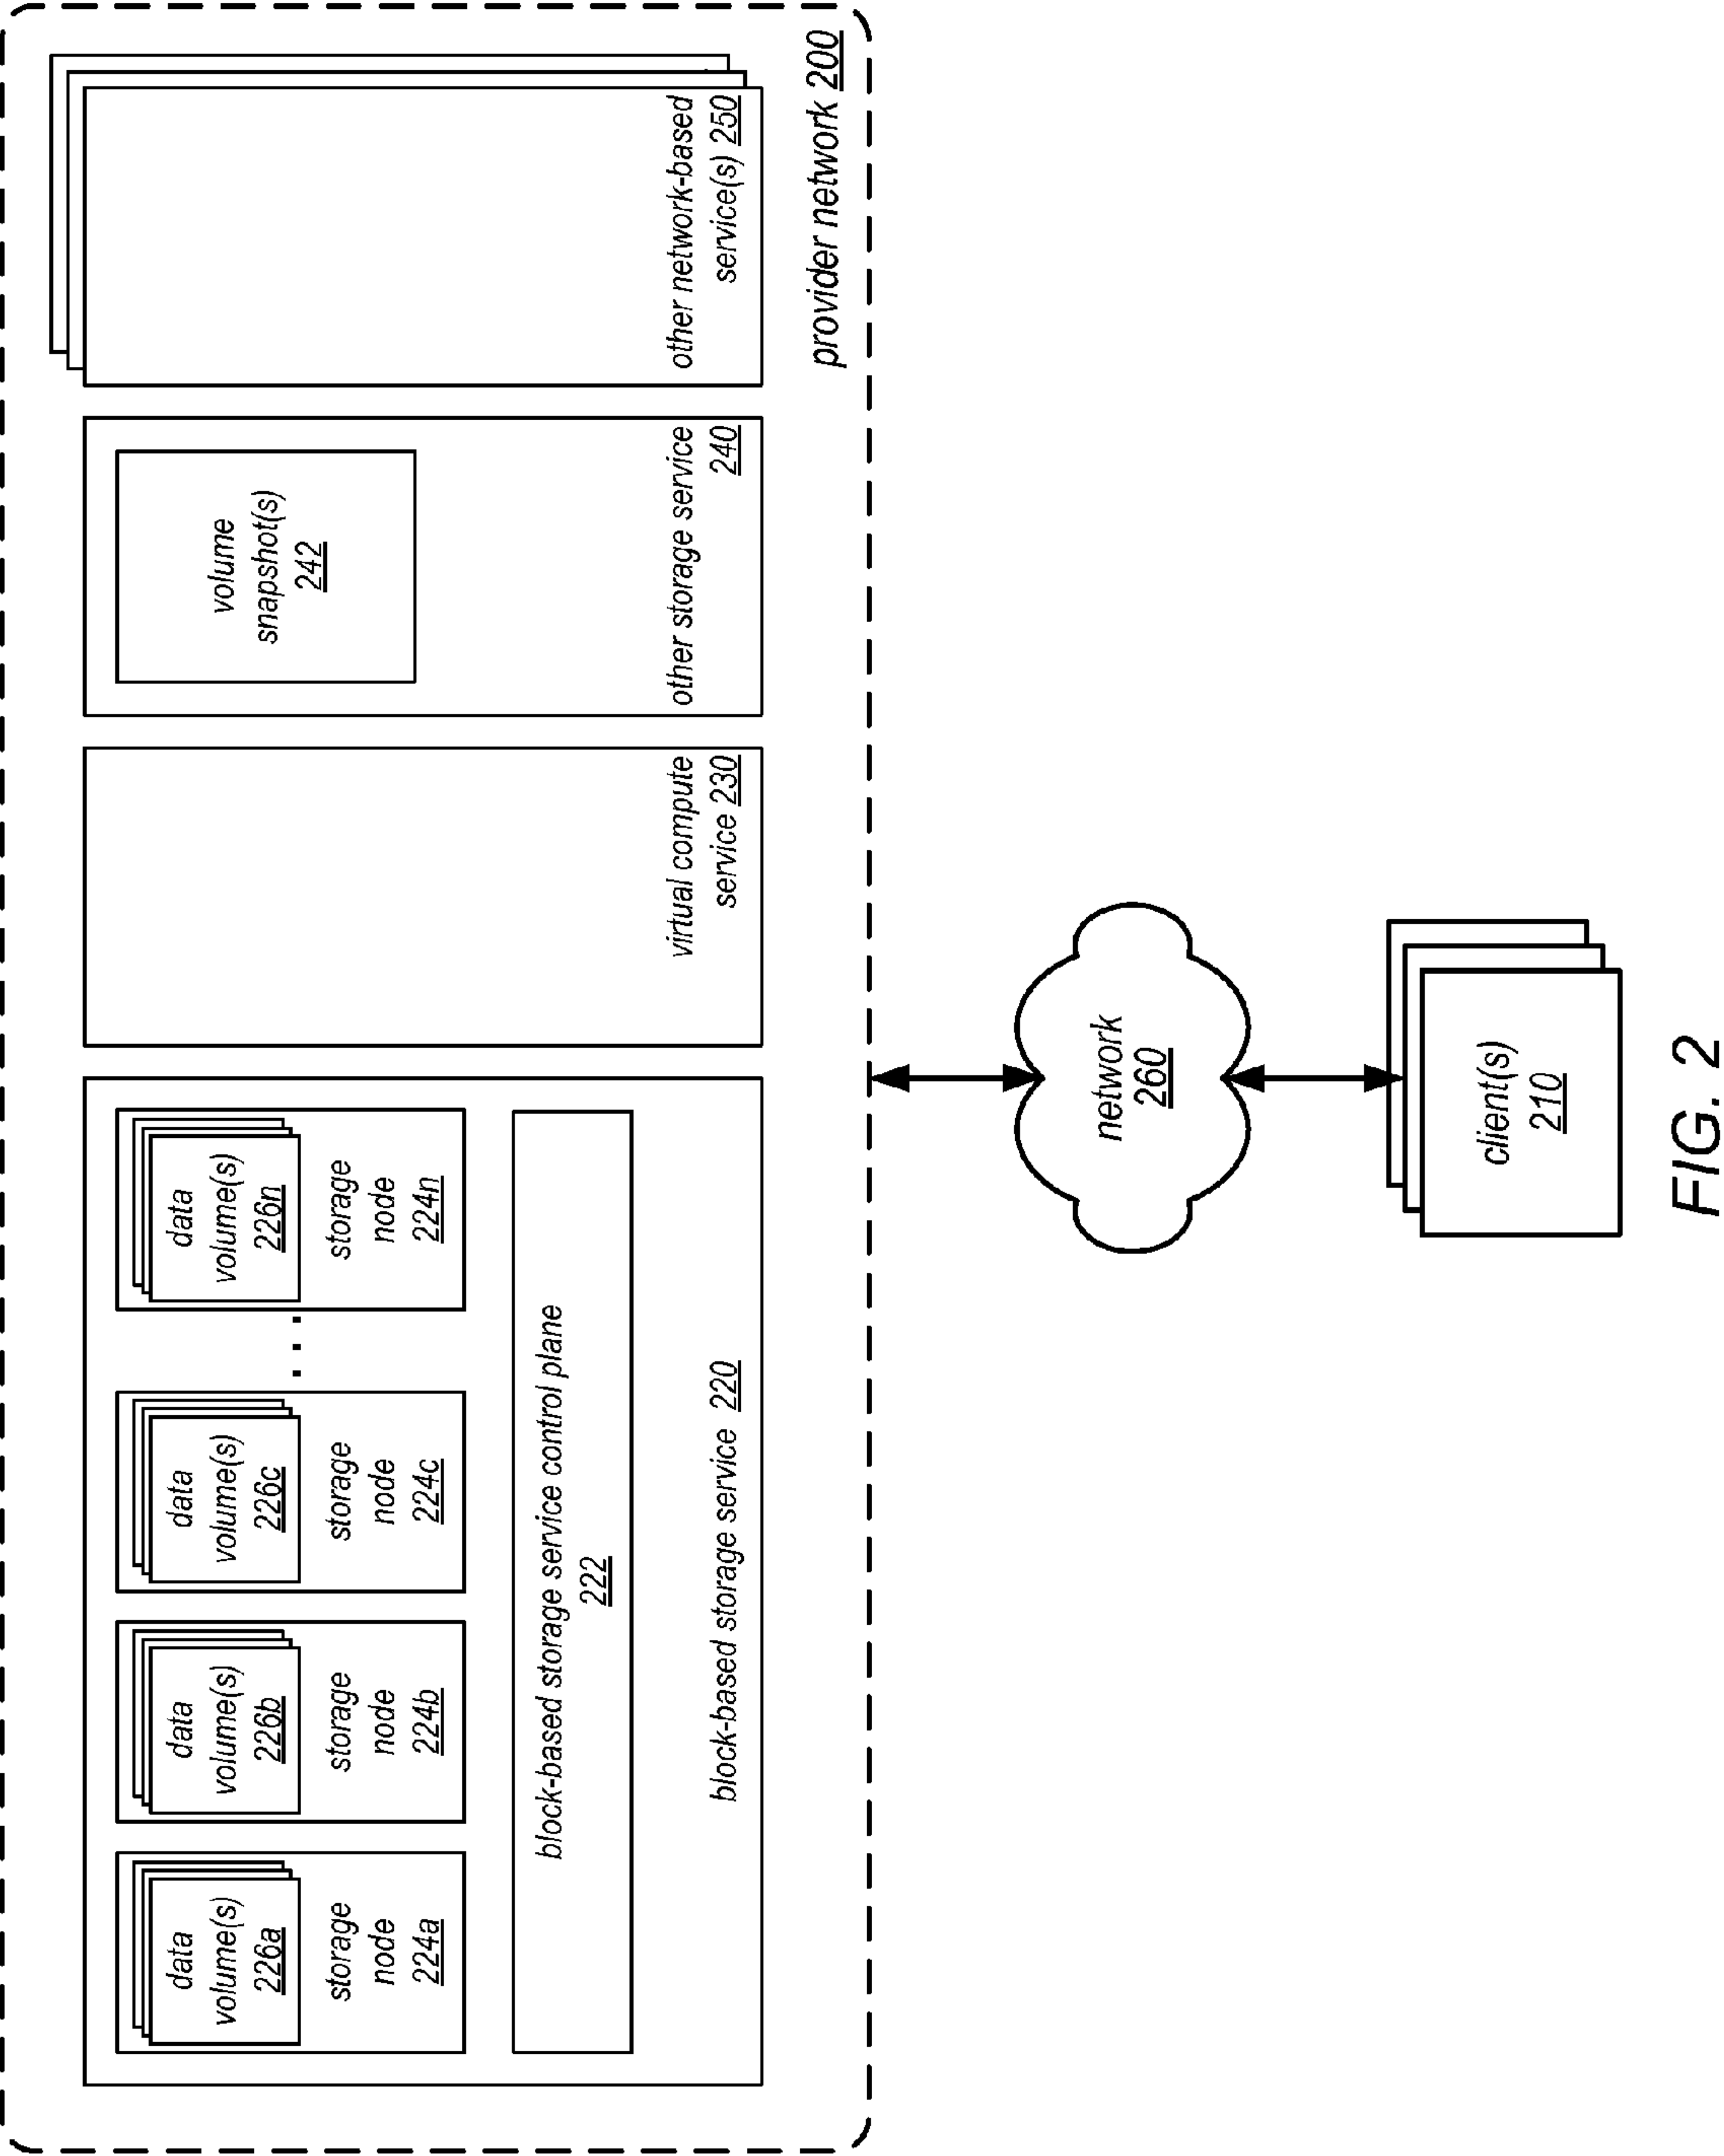 data
volume(s)
226a
storage
node
224a
data
volume(s)
226b
storage
node
224b
data
volume(s)
226c
storage
node
224c
. . .
data
volume(s)
226n
storage
node
224n
block-based storage service control plane
222
block-based storage service 220
virtual compute
service 230
volume
snapshot(s)
242
other storage service
240
other network-based
service(s) 250
provider network 200
network
260
client(s)
210
FIG. 2